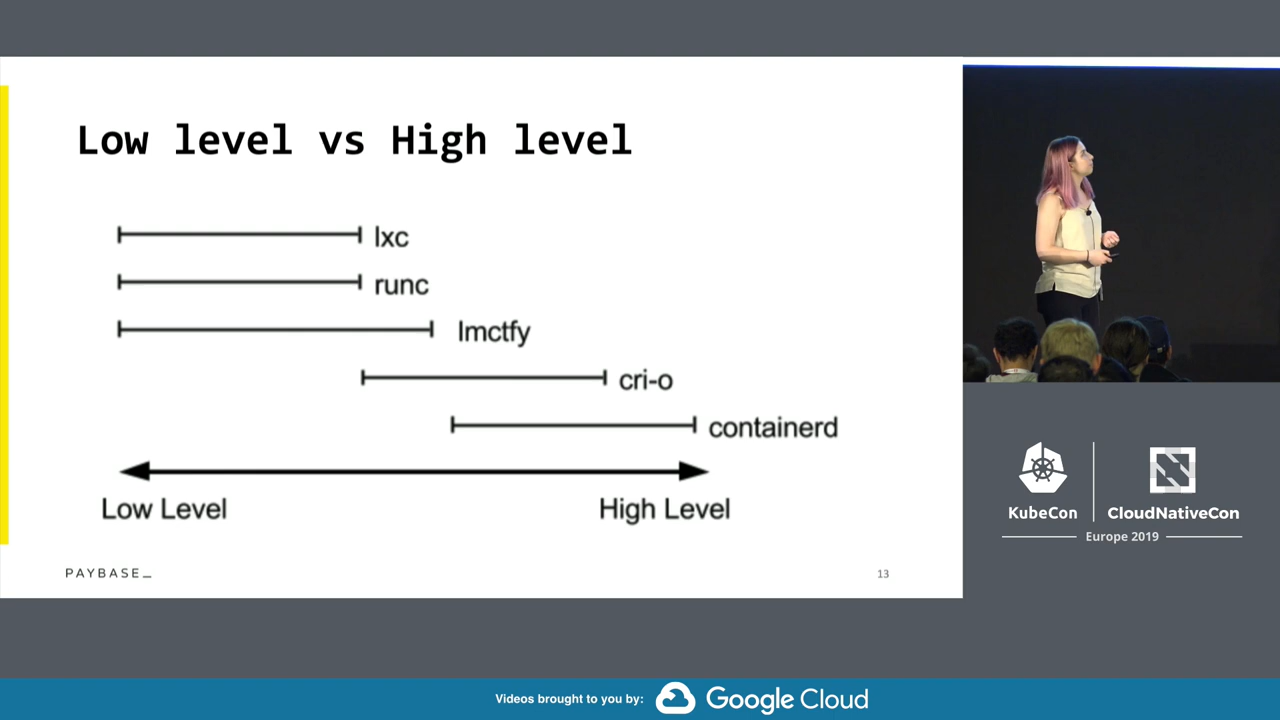 Low level vs High level
lxc
runc
lmctfy
cri-o
containerd
Low Level
High Level
PAYBASE_
13
KubeCon
CloudNativeCon
Europe 2019
Videos brought to you by:
Google Cloud